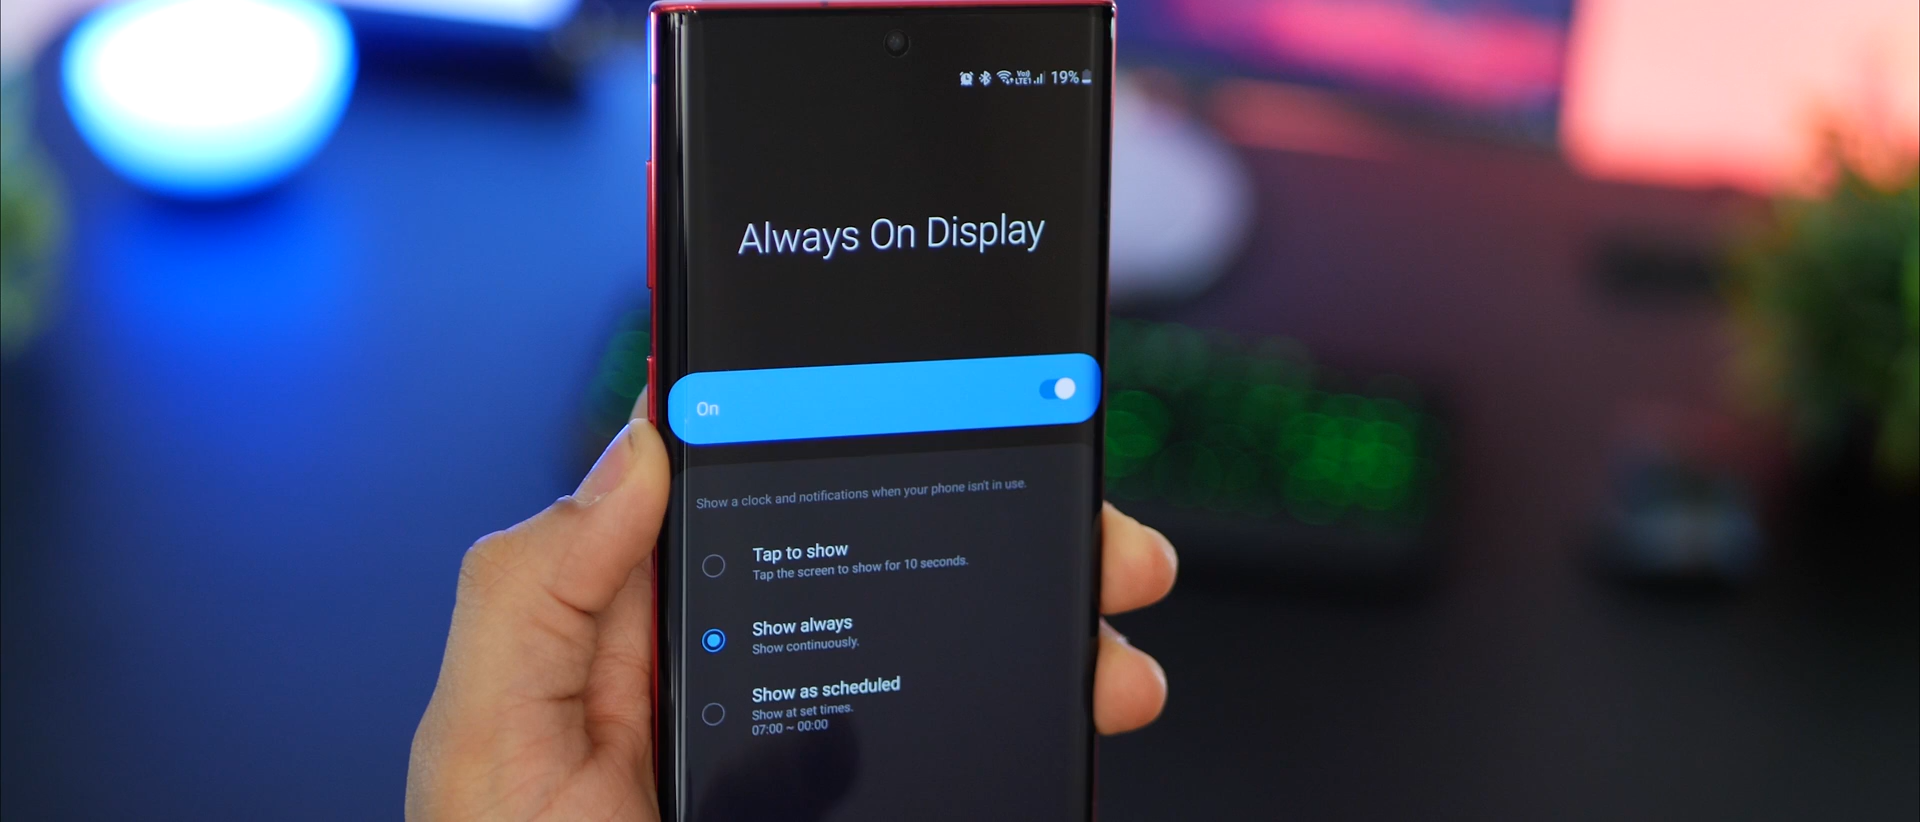 Vo) LTE1 19%
Always On Display
On
Show a clock and notifications when your phone isn't in use.
Tap to show
Tap the screen to show for 10 seconds.
Show always
Show continuously.
Show as scheduled
Show at set times.
07:00 ~ 00:00